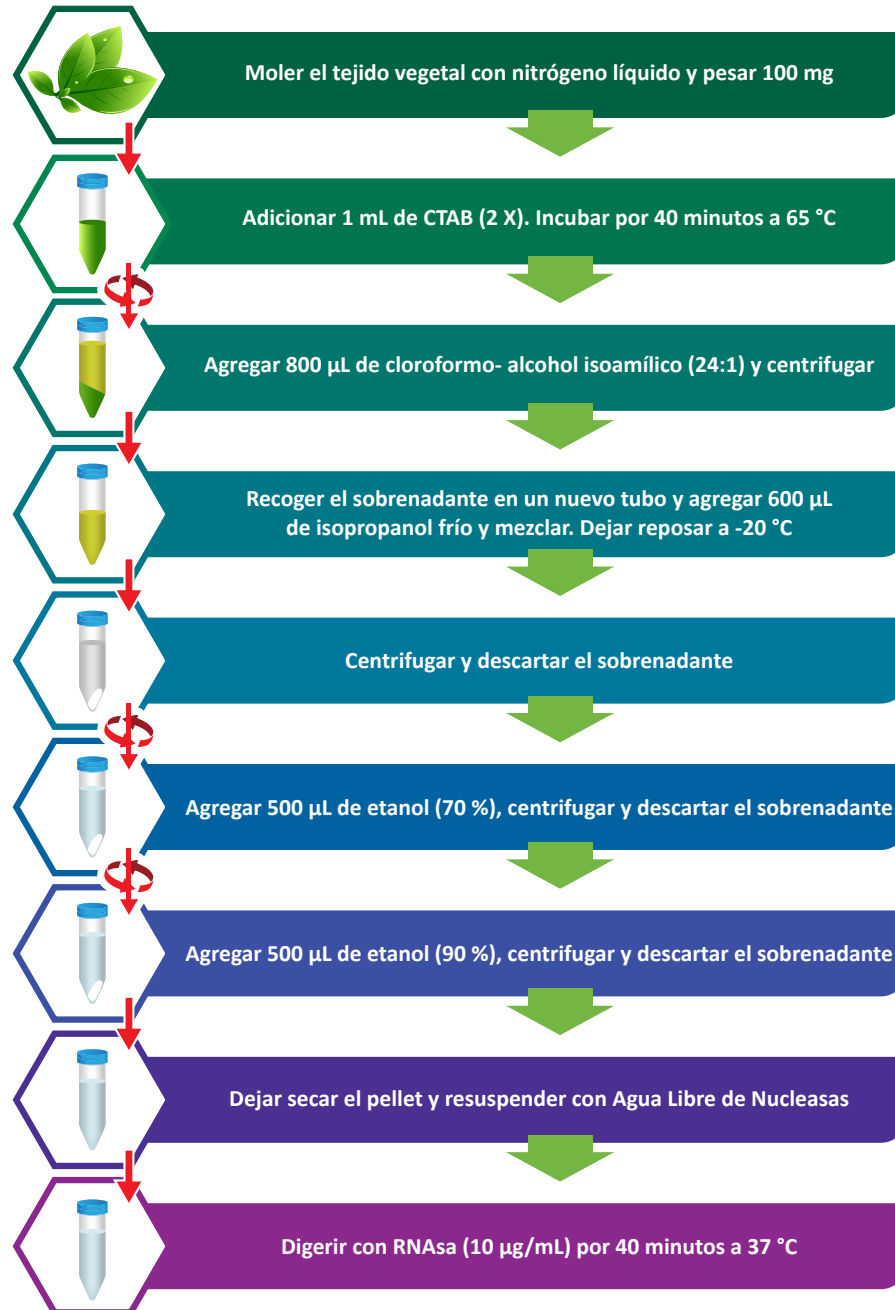 Moler el tejido vegetal con nitrógeno líquido y pesar 100 mg
Adicionar 1 mL de CTAB (2 X). Incubar por 40 minutos a 65 °C
Agregar 800 µL de cloroformo- alcohol isoamílico (24:1) y centrifugar
Recoger el sobrenadante en un nuevo tubo y agregar 600 µL
de isopropanol frío y mezclar. Dejar reposar a -20 °C
Centrifugar y descartar el sobrenadante
Agregar 500 µL de etanol (70 %), centrifugar y descartar el sobrenadante
Agregar 500 µL de etanol (90 %), centrifugar y descartar el sobrenadante
Dejar secar el pellet y resuspender con Agua Libre de Nucleasas
Digerir con RNAsa (10 µg/mL) por 40 minutos a 37 °C